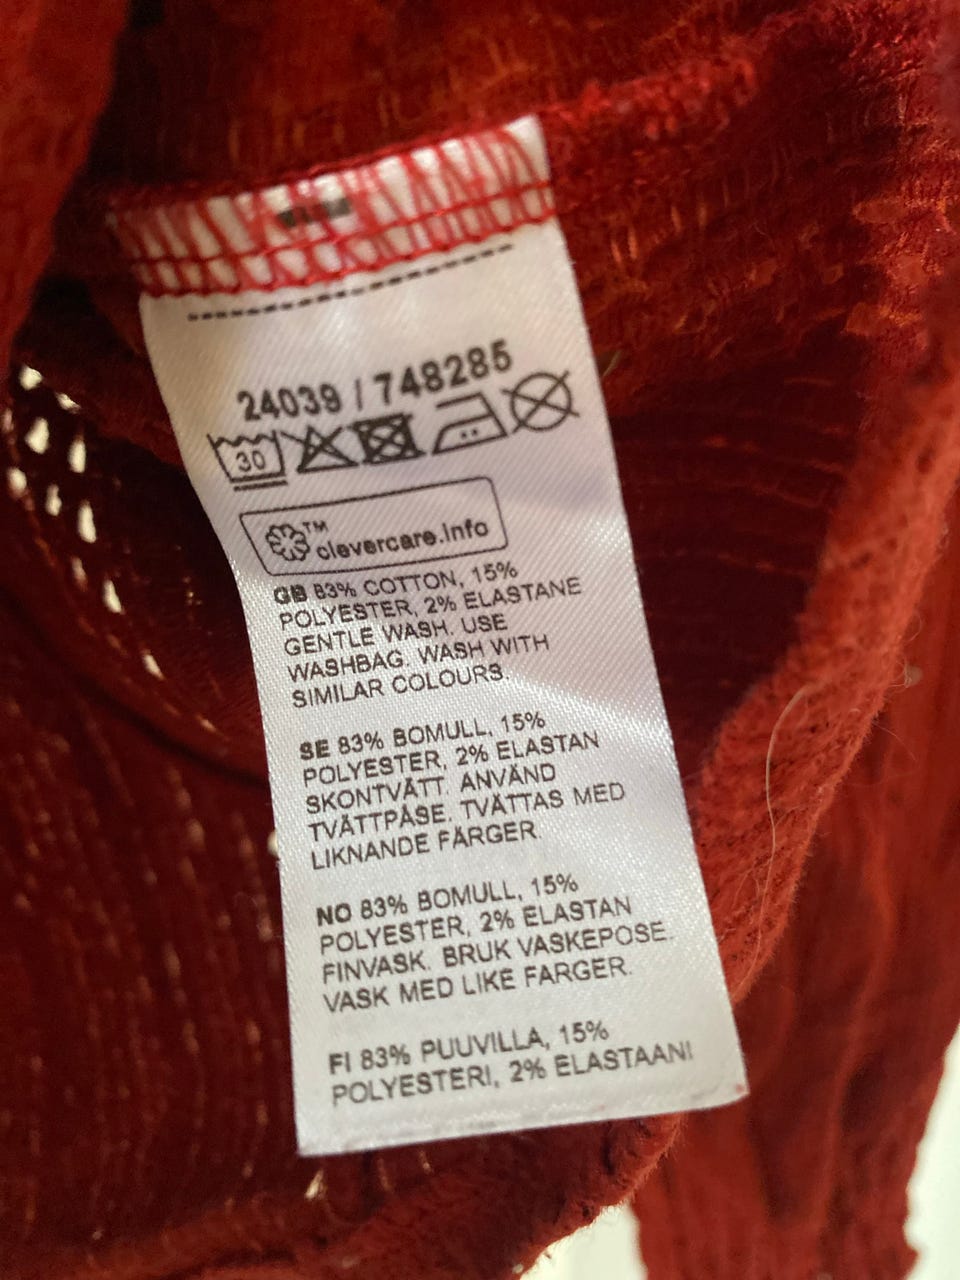 24039 / 748285
30
TM
clevercare.info
GB 83% COTTON, 15%
POLYESTER, 2% ELASTANE
GENTLE WASH. USE
WASHBAG. WASH WITH
SIMILAR COLOURS.
SE 83% BOMULL, 15%
POLYESTER, 2% ELASTAN
SKONTVÄTT. ANVÄND
TVÄTTPÅSE. TVÄTTAS MED
LIKNANDE FÄRGER.
NO 83% BOMULL, 15%
POLYESTER, 2% ELASTAN
FINVASK. BRUK VASKEPOSE.
VASK MED LIKE FARGER.
FI 83% PUUVILLA, 15%
POLYESTERI, 2% ELASTAANI